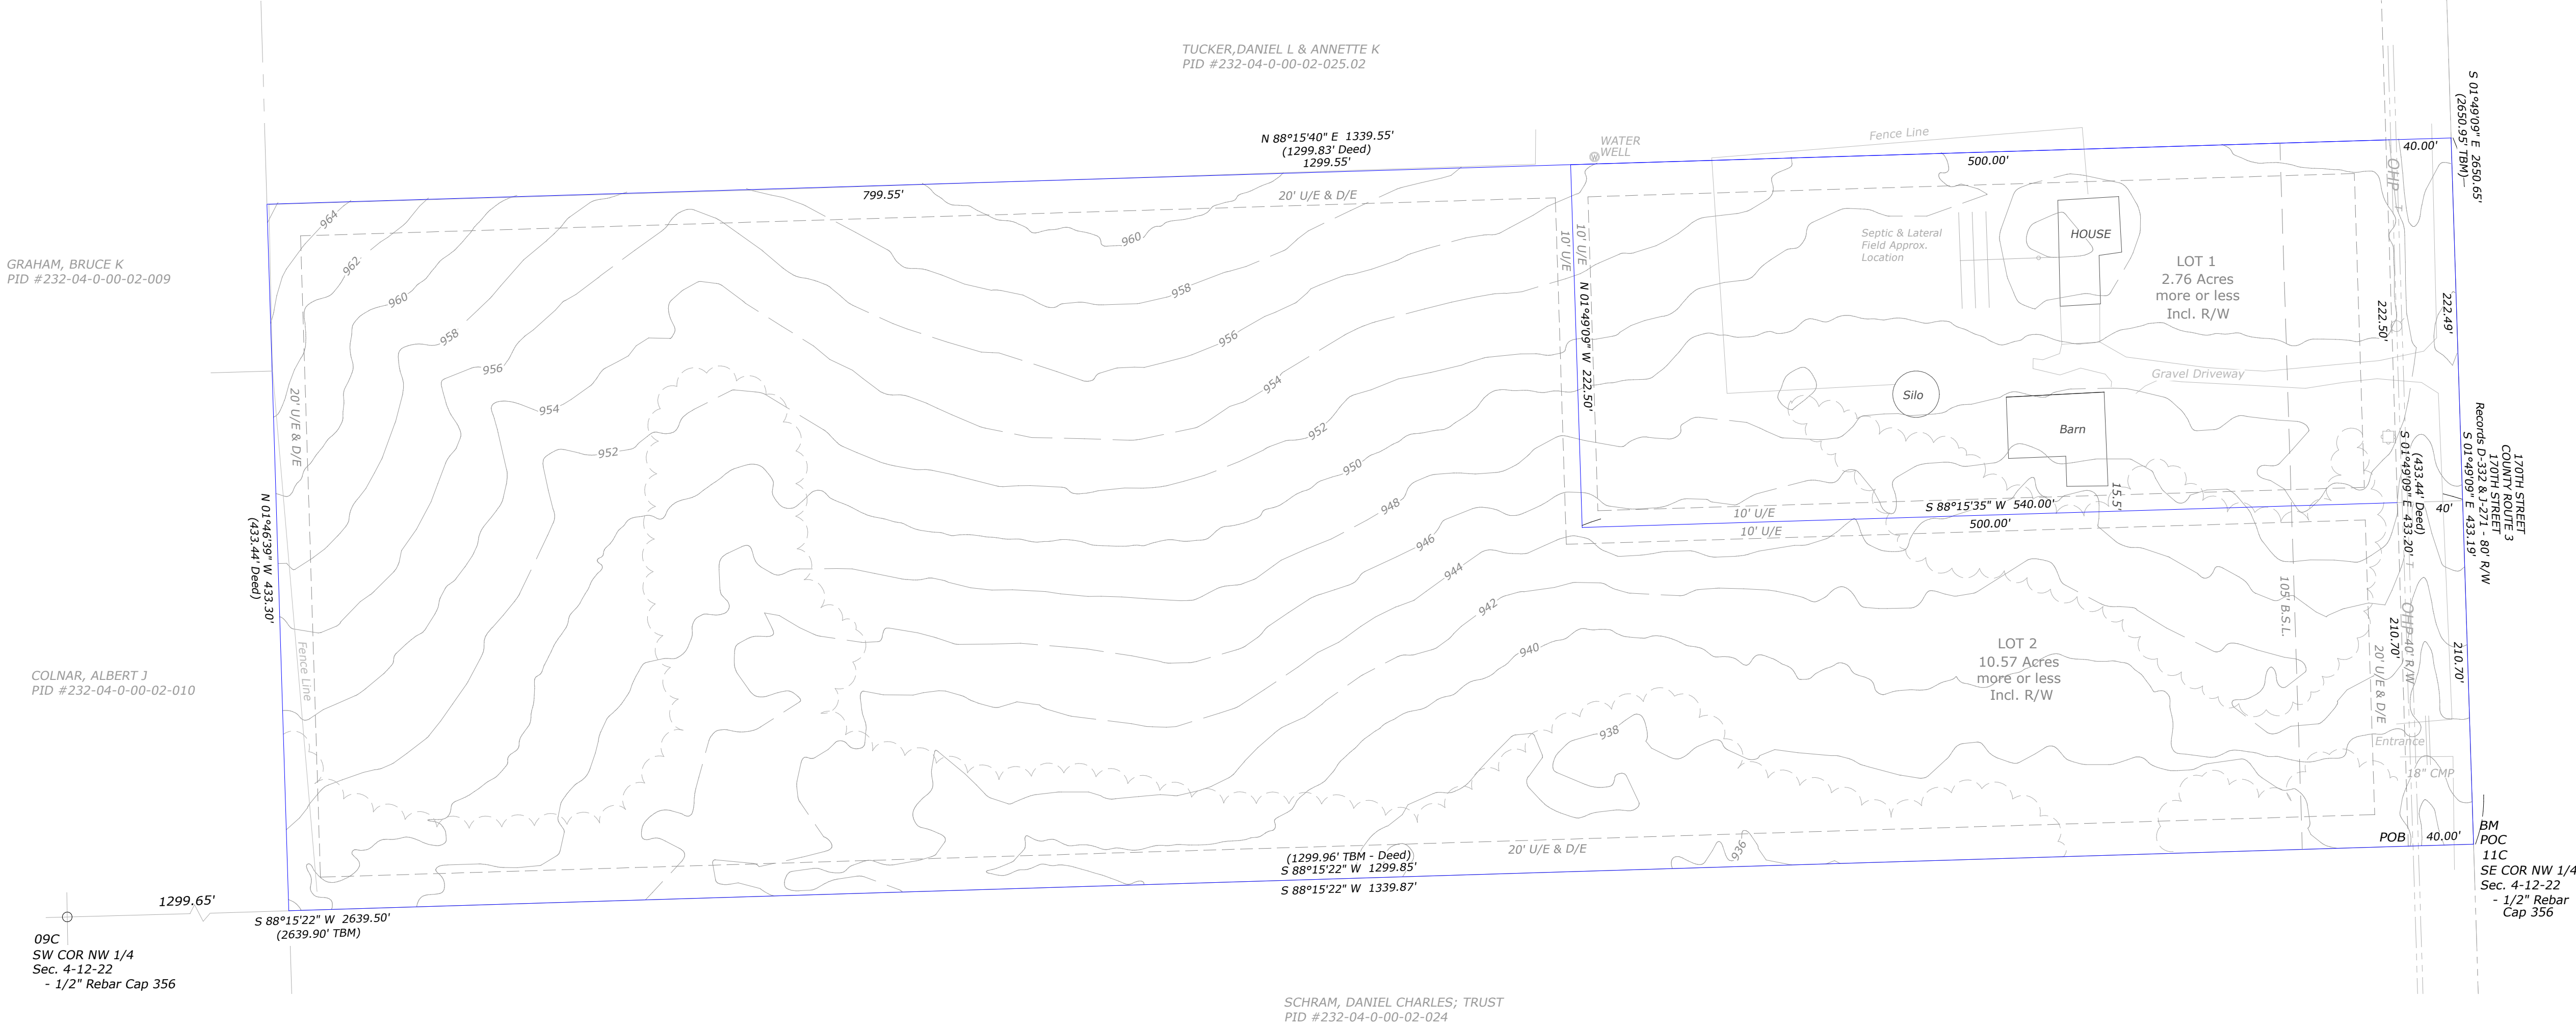 TUCKER,DANIEL L & ANNETTE K
PID #232-04-0-00-02-025.02
S 01°49'09" E 2650.65'
(2650.95' TBM)
N 88°15'40" E 1339.55'
(1299.83' Deed)
1299.55'
WATER
WELL
Fence Line
500.00'
40.00'
OHP
T
799.55'
20' U/E & D/E
964
962
960
958
956
954
952
960
958
956
954
952
950
948
946
944
942
940
938
936
GRAHAM, BRUCE K
PID #232-04-0-00-02-009
10' U/E
10' U/E
N 01°49'09" W 222.50'
Septic & Lateral
Field Approx.
Location
HOUSE
LOT 1
2.76 Acres
more or less
Incl. R/W
222.50'
222.49'
Gravel Driveway
Silo
Barn
15.5'
20' U/E & D/E
N 01°46'39" W 433.30'
(433.44' Deed)
S 88°15'35" W 540.00'
500.00'
10' U/E
10' U/E
40'
S 01°49'09" E 433.20'
(433.44' Deed)
T
S 01°49'09" E 433.19'
Records D-332 & J-271 - 80' R/W
170TH STREET
COUNTY ROUTE 3
170TH STREET
105' B.S.L.
OHP
40' R/W
210.70'
210.70'
20' U/E & D/E
LOT 2
10.57 Acres
more or less
Incl. R/W
Fence Line
COLNAR, ALBERT J
PID #232-04-0-00-02-010
Entrance
18" CMP
POB
40.00'
BM
POC
11C
SE COR NW 1/4
Sec. 4-12-22
- 1/2" Rebar
Cap 356
20' U/E & D/E
(1299.96' TBM - Deed)
S 88°15'22" W 1299.85'
S 88°15'22" W 1339.87'
1299.65'
S 88°15'22" W 2639.50'
(2639.90' TBM)
09C
SW COR NW 1/4
Sec. 4-12-22
- 1/2" Rebar Cap 356
SCHRAM, DANIEL CHARLES; TRUST
PID #232-04-0-00-02-024